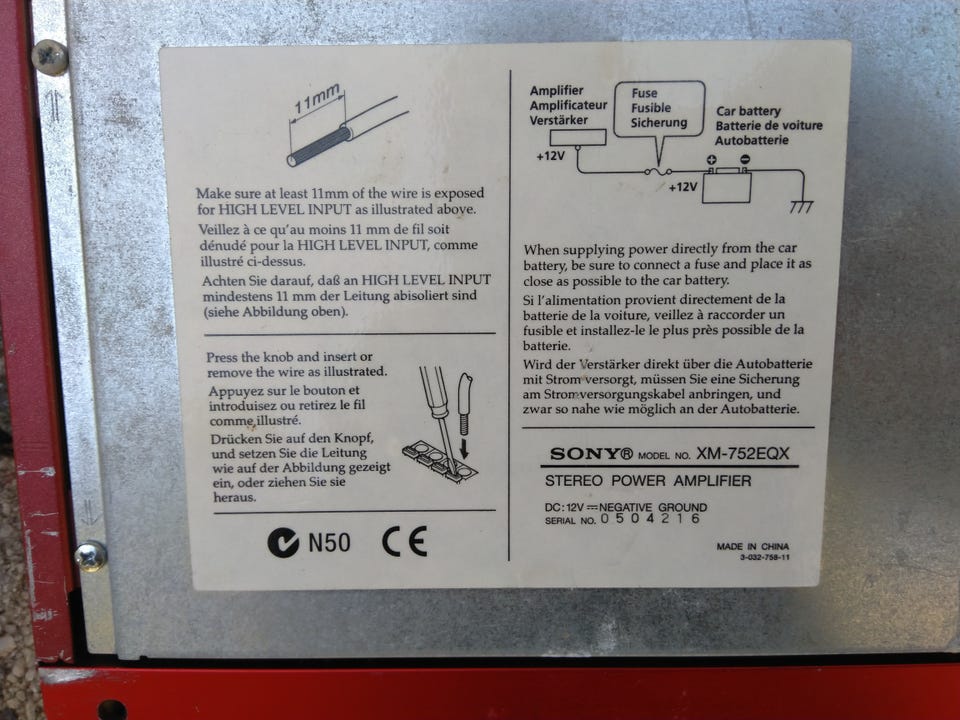 11mm
Make sure at least 11mm of the wire is exposed
for HIGH LEVEL INPUT as illustrated above.
Veillez à ce qu'au moins 11 mm de fil soit
dénudé pour la HIGH LEVEL INPUT, comme
illustré ci-dessus.
Achten Sie darauf, daß an HIGH LEVEL INPUT
mindestens 11 mm der Leitung abisoliert sind
(siehe Abbildung oben).
Press the knob and insert or
remove the wire as illustrated.
Appuyez sur le bouton et
introduisez ou retirez le fil
comme illustré.
Drücken Sie auf den Knopf,
und setzen Sie die Leitung
wie auf der Abbildung gezeigt
ein, oder ziehen Sie sie
heraus.
N50 CE
Amplifier
Amplificateur
Verstärker
+12V
Fuse
Fusible
Sicherung
Car battery
Batterie de voiture
Autobatterie
+ −
+12V
When supplying power directly from the car
battery, be sure to connect a fuse and place it as
close as possible to the car battery.
Si l'alimentation provient directement de la
batterie de la voiture, veillez à raccorder un
fusible et installez-le le plus près possible de la
batterie.
Wird der Verstärker direkt über die Autobatterie
mit Strom versorgt, müssen Sie eine Sicherung
am Stromversorgungskabel anbringen, und
zwar so nahe wie möglich an der Autobatterie.
SONY® MODEL NO. XM-752EQX
STEREO POWER AMPLIFIER
DC:12V ⎓ NEGATIVE GROUND
SERIAL NO. 0504216
MADE IN CHINA
3-032-758-11